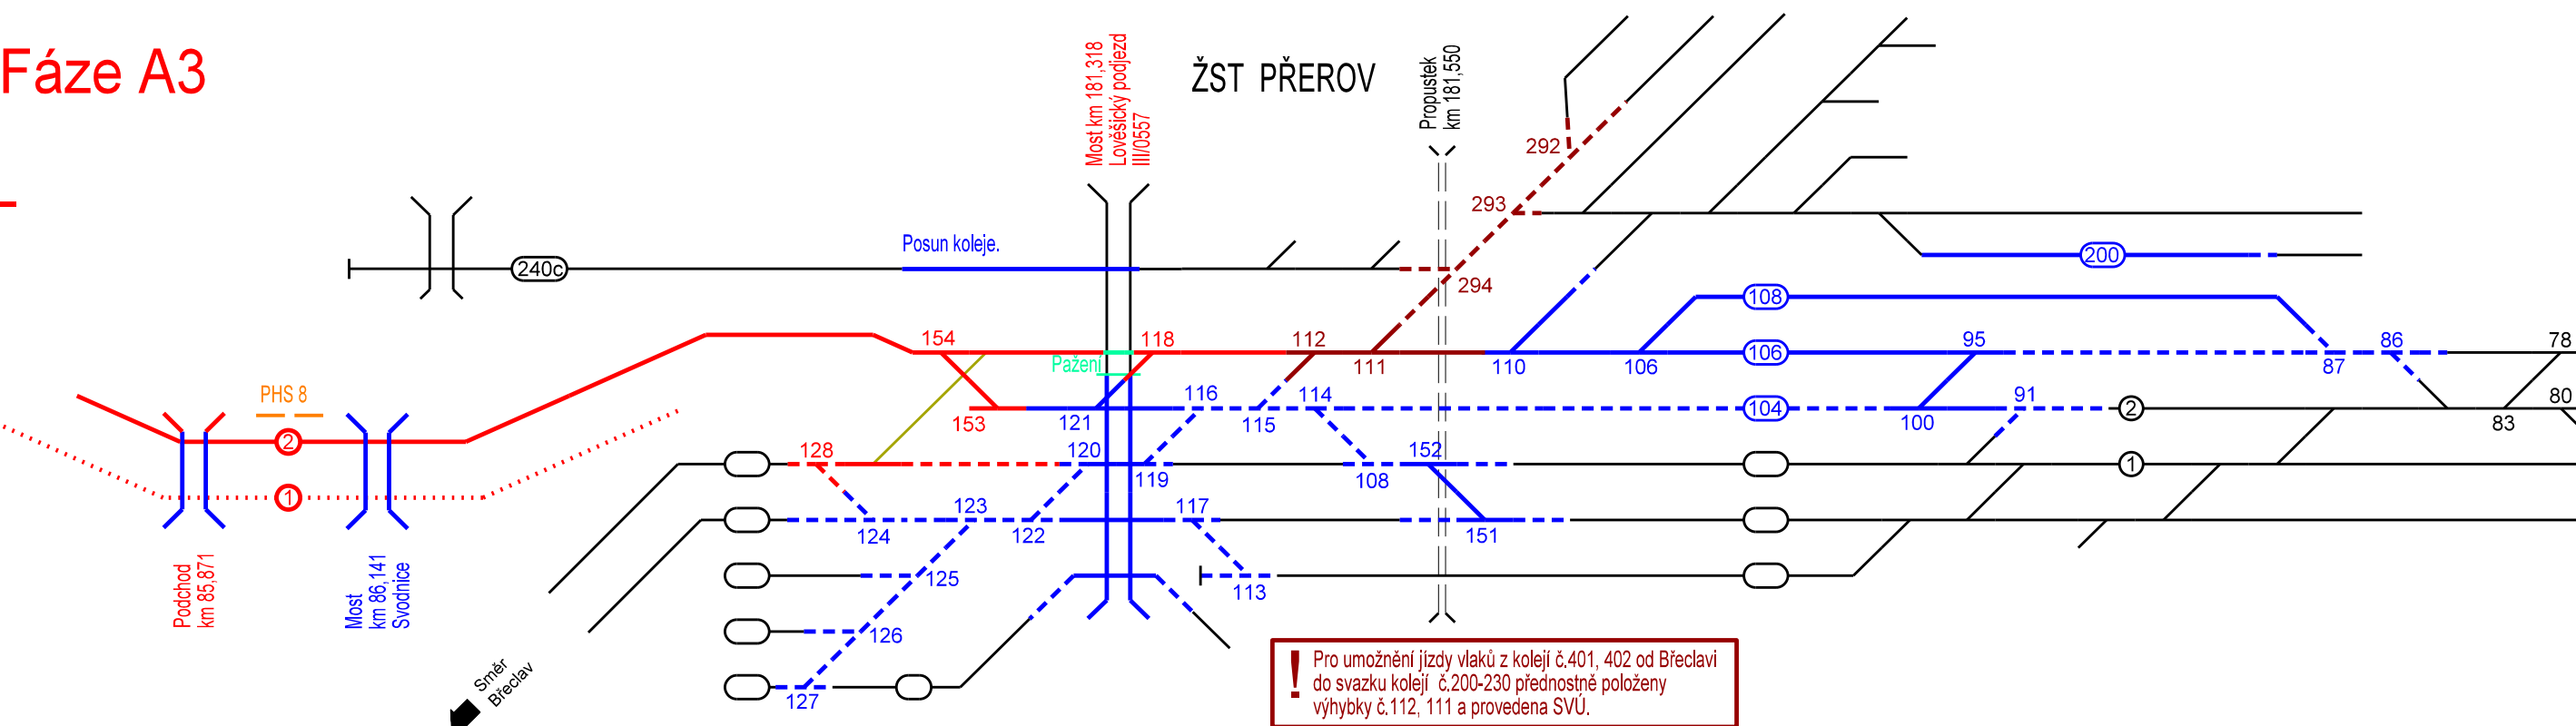 Fáze A3
Most km 181,318
Lověšický podjezd
III/0557
ŽST PŘEROV
Propustek
km 181,550
292
293
294
Posun koleje.
240c
200
108
154
118
112
111
110
106
106
95
87
86
78
Pažení
PHS 8
2
153
121
116
115
114
104
100
91
2
83
80
128
120
119
108
152
1
1
124
123
122
117
151
125
113
126
127
Podchod
km 85,871
Most
km 86,141
Svodnice
Směr
Břeclav
! Pro umožnění jízdy vlaků z kolejí č.401, 402 od Břeclavi
do svazku kolejí č.200-230 přednostně položeny
výhybky č.112, 111 a provedena SVÚ.